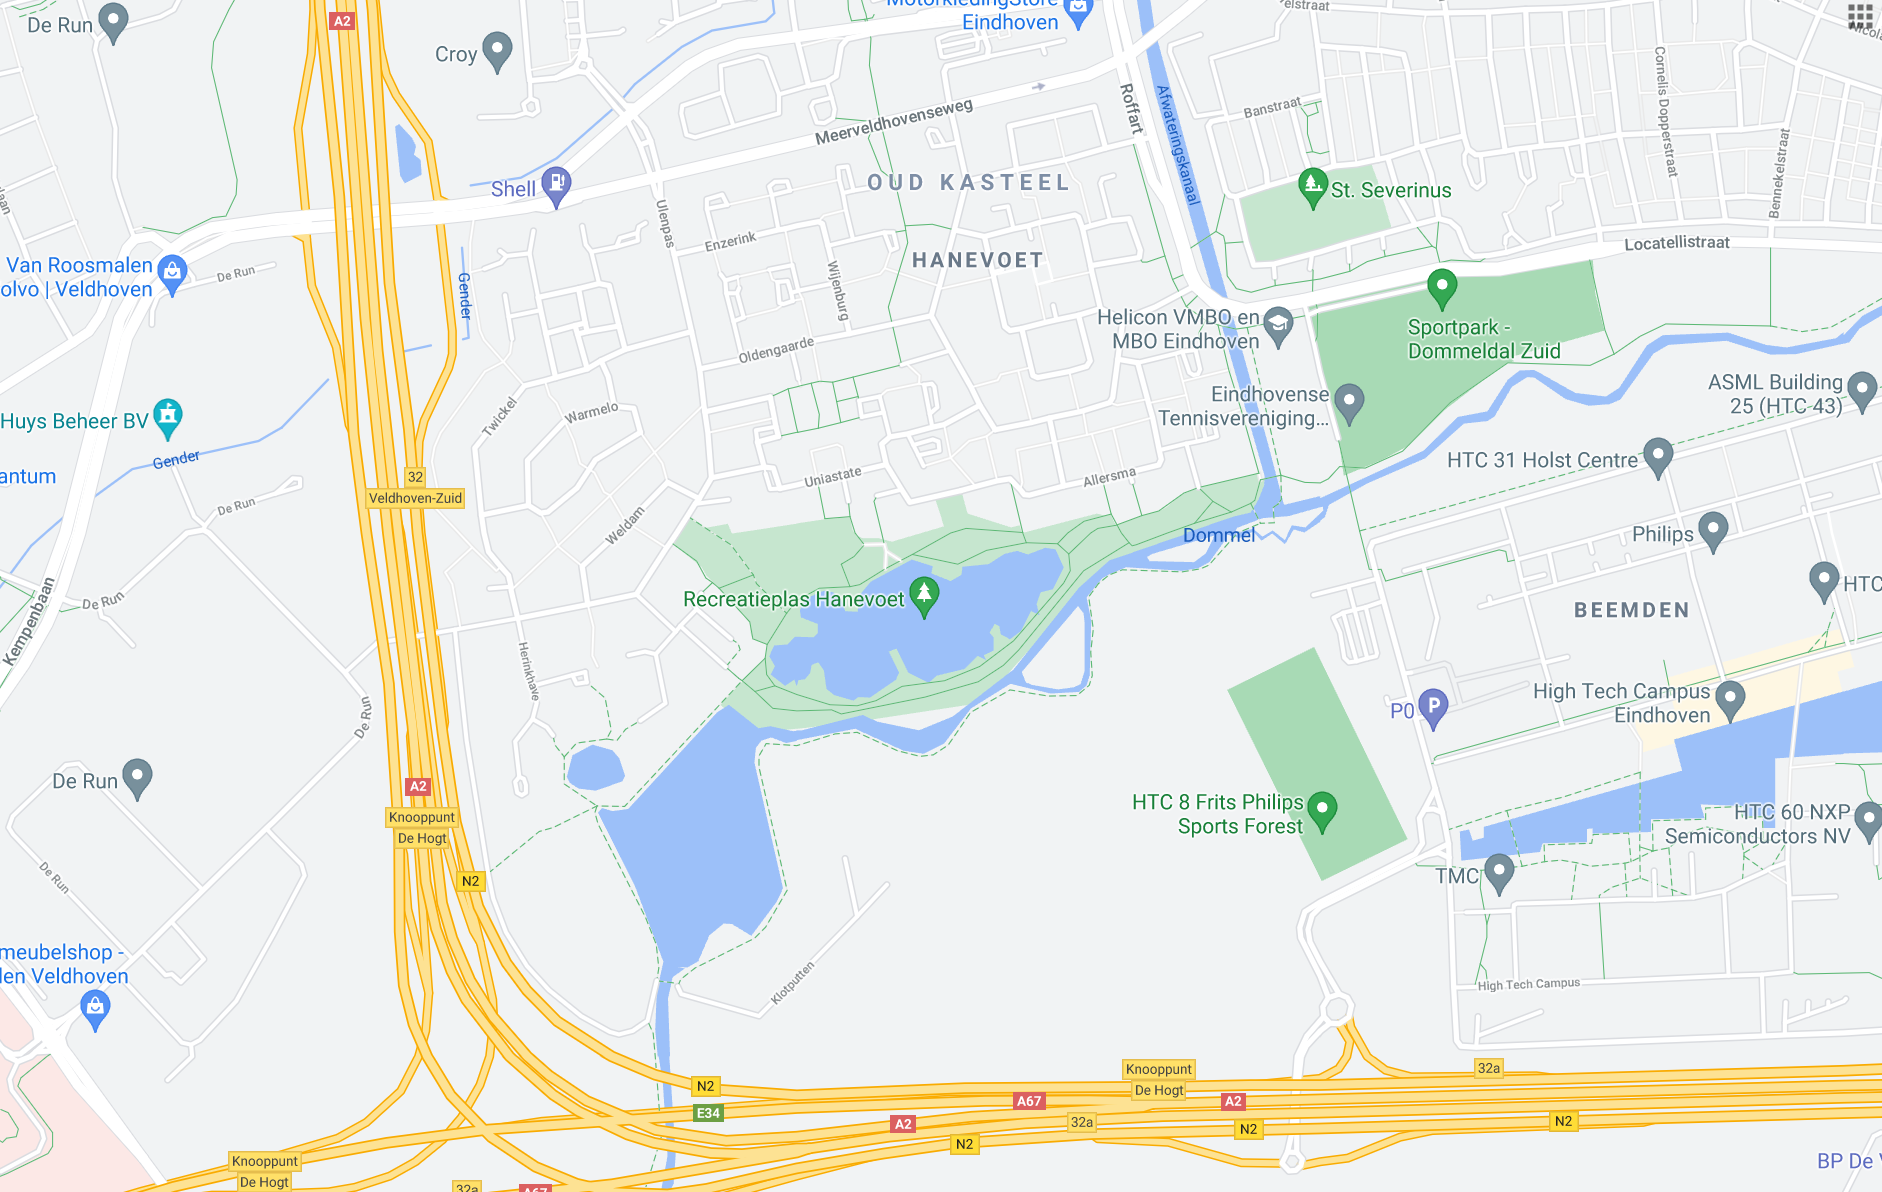 De Run
A2
Croy
MotorkledingStore
Eindhoven
Roffart
Afwateringskanaal
Banstraat
Cornelis Dopperstraat
Bennekelstraat
Meerveldhovenseweg
Shell
OUD KASTEEL
St. Severinus
Ulenpas
Enzerink
HANEVOET
Locatellistraat
Van Roosmalen
olvo | Veldhoven
De Run
Gender
Wijenburg
Helicon VMBO en
MBO Eindhoven
Sportpark -
Dommeldal Zuid
Oldengaarde
Twickel
Warmelo
Eindhovense
Tennisvereniging...
ASML Building
25 (HTC 43)
Huys Beheer BV
Gender
antum
32
Veldhoven-Zuid
Uniastate
Allersma
HTC 31 Holst Centre
De Run
Weldam
Dommel
Philips
Kempenbaan
De Run
Recreatieplas Hanevoet
HTC
BEEMDEN
Herinkhave
De Run
High Tech Campus
Eindhoven
P0
De Run
A2
Knooppunt
De Hogt
HTC 8 Frits Philips
Sports Forest
HTC 60 NXP
Semiconductors NV
TMC
De Run
N2
meubelshop -
len Veldhoven
Klotputten
High Tech Campus
N2
E34
A67
Knooppunt
De Hogt
A2
32a
A2
32a
N2
N2
N2
Knooppunt
De Hogt
32a
A67
BP De